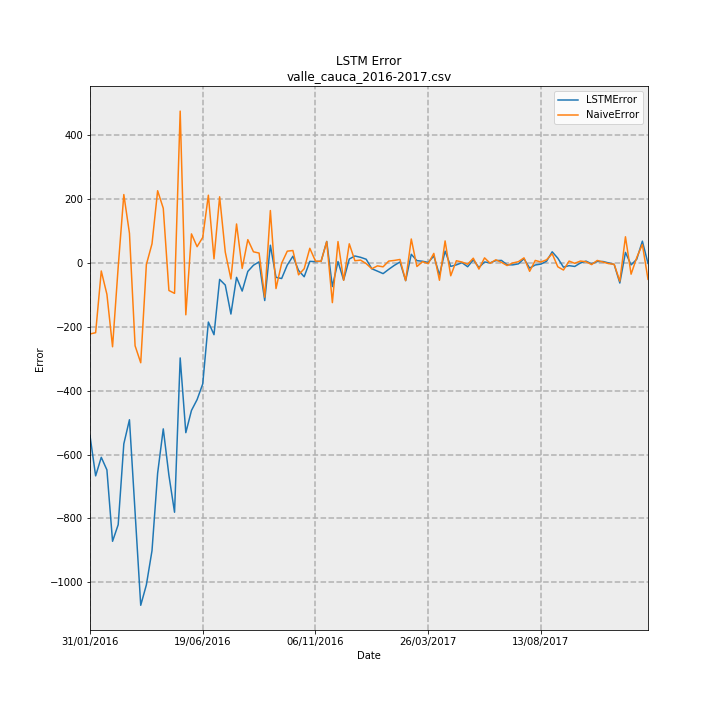 LSTM Error
valle_cauca_2016-2017.csv
LSTMError
NaiveError
400
200
0
−200
−400
−600
−800
−1000
Error
31/01/2016
19/06/2016
06/11/2016
26/03/2017
13/08/2017
Date